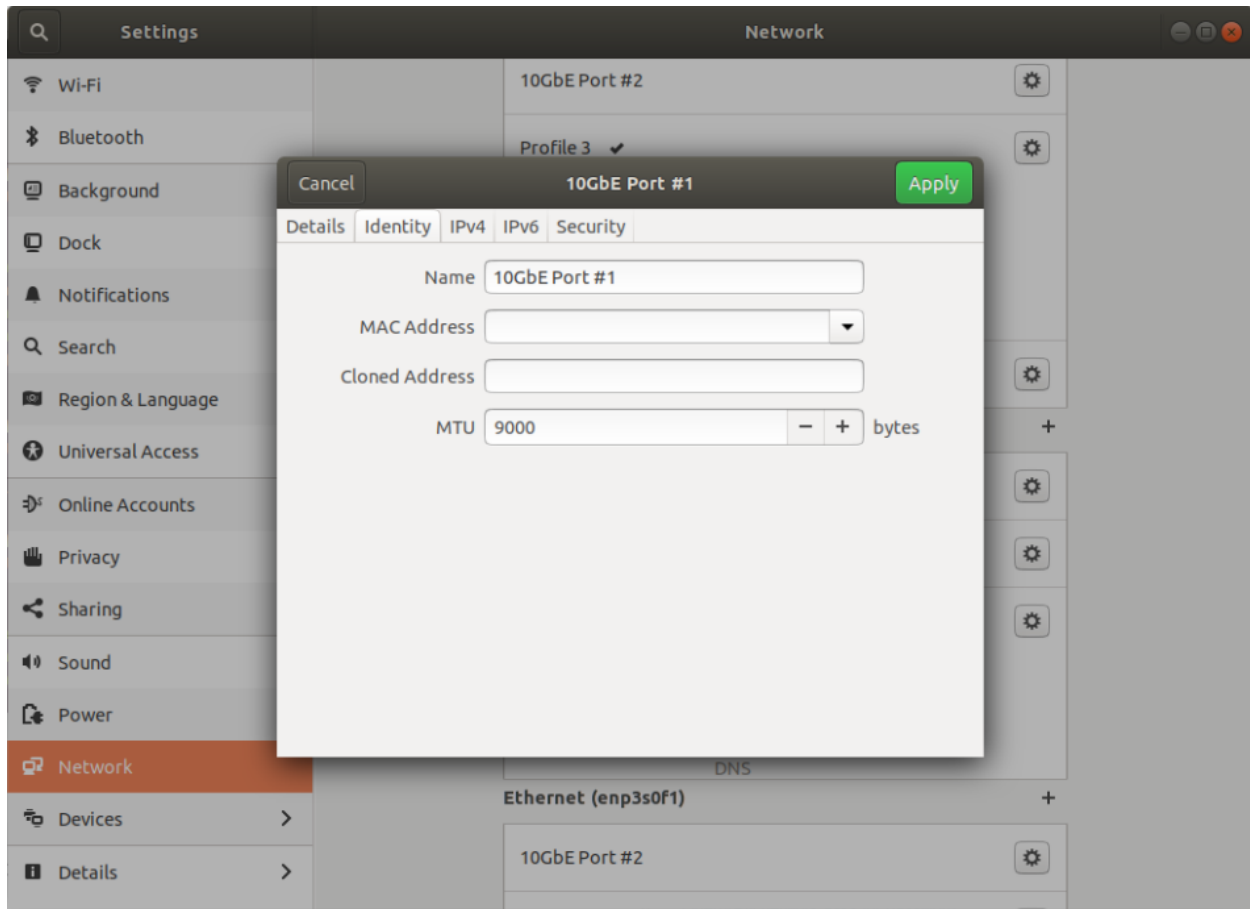 Settings
Network
Wi-Fi
Bluetooth
Background
Dock
Notifications
Search
Region & Language
Universal Access
Online Accounts
Privacy
Sharing
Sound
Power
Network
Devices
Details
10GbE Port #2
Profile 3
Cancel
10GbE Port #1
Apply
Details Identity IPv4 IPv6 Security
Name 10GbE Port #1
MAC Address
Cloned Address
MTU 9000 − + bytes
+
DNS
Ethernet (enp3s0f1) +
10GbE Port #2